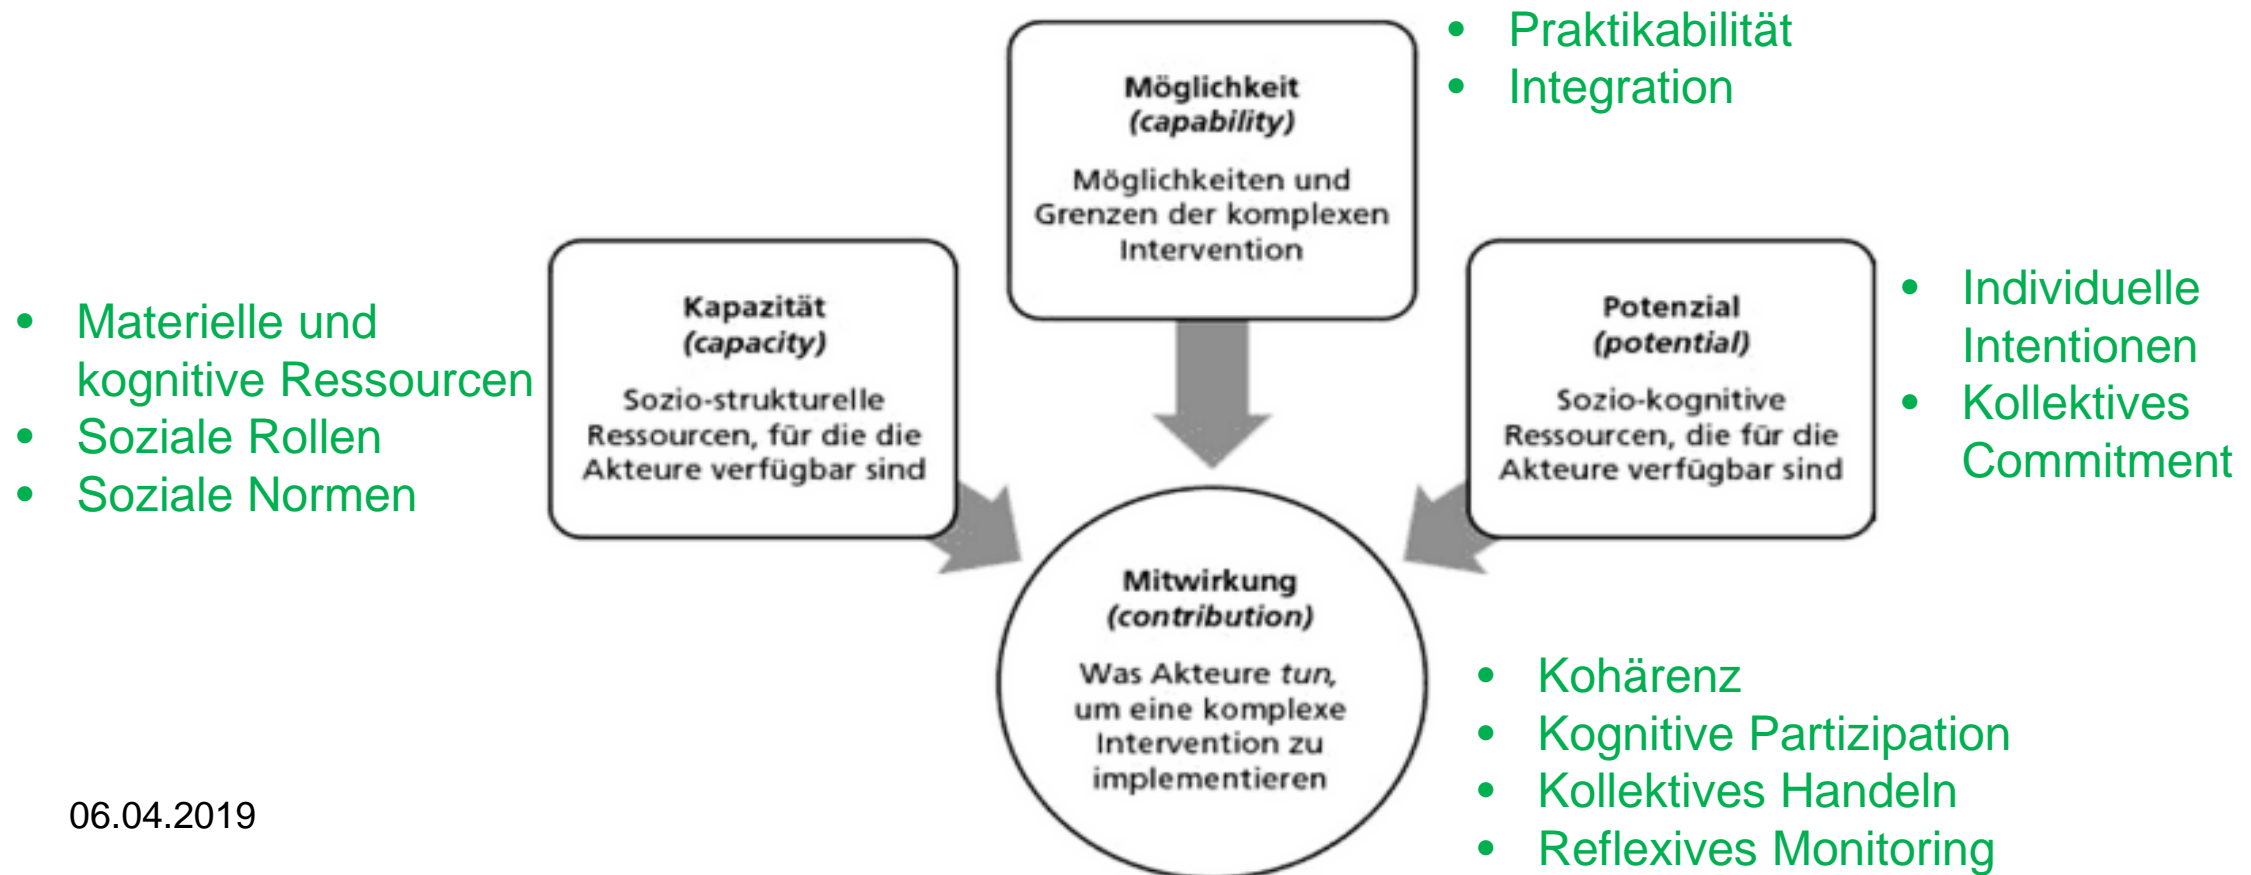 • Praktikabilität
• Integration
Möglichkeit
(capability)
Möglichkeiten und
Grenzen der komplexen
Intervention
• Materielle und
kognitive Ressourcen
• Soziale Rollen
• Soziale Normen
Kapazität
(capacity)
Sozio-strukturelle
Ressourcen, für die die
Akteure verfügbar sind
Potenzial
(potential)
Sozio-kognitive
Ressourcen, die für die
Akteure verfügbar sind
• Individuelle
Intentionen
• Kollektives
Commitment
Mitwirkung
(contribution)
Was Akteure tun,
um eine komplexe
Intervention zu
implementieren
• Kohärenz
• Kognitive Partizipation
• Kollektives Handeln
• Reflexives Monitoring
06.04.2019